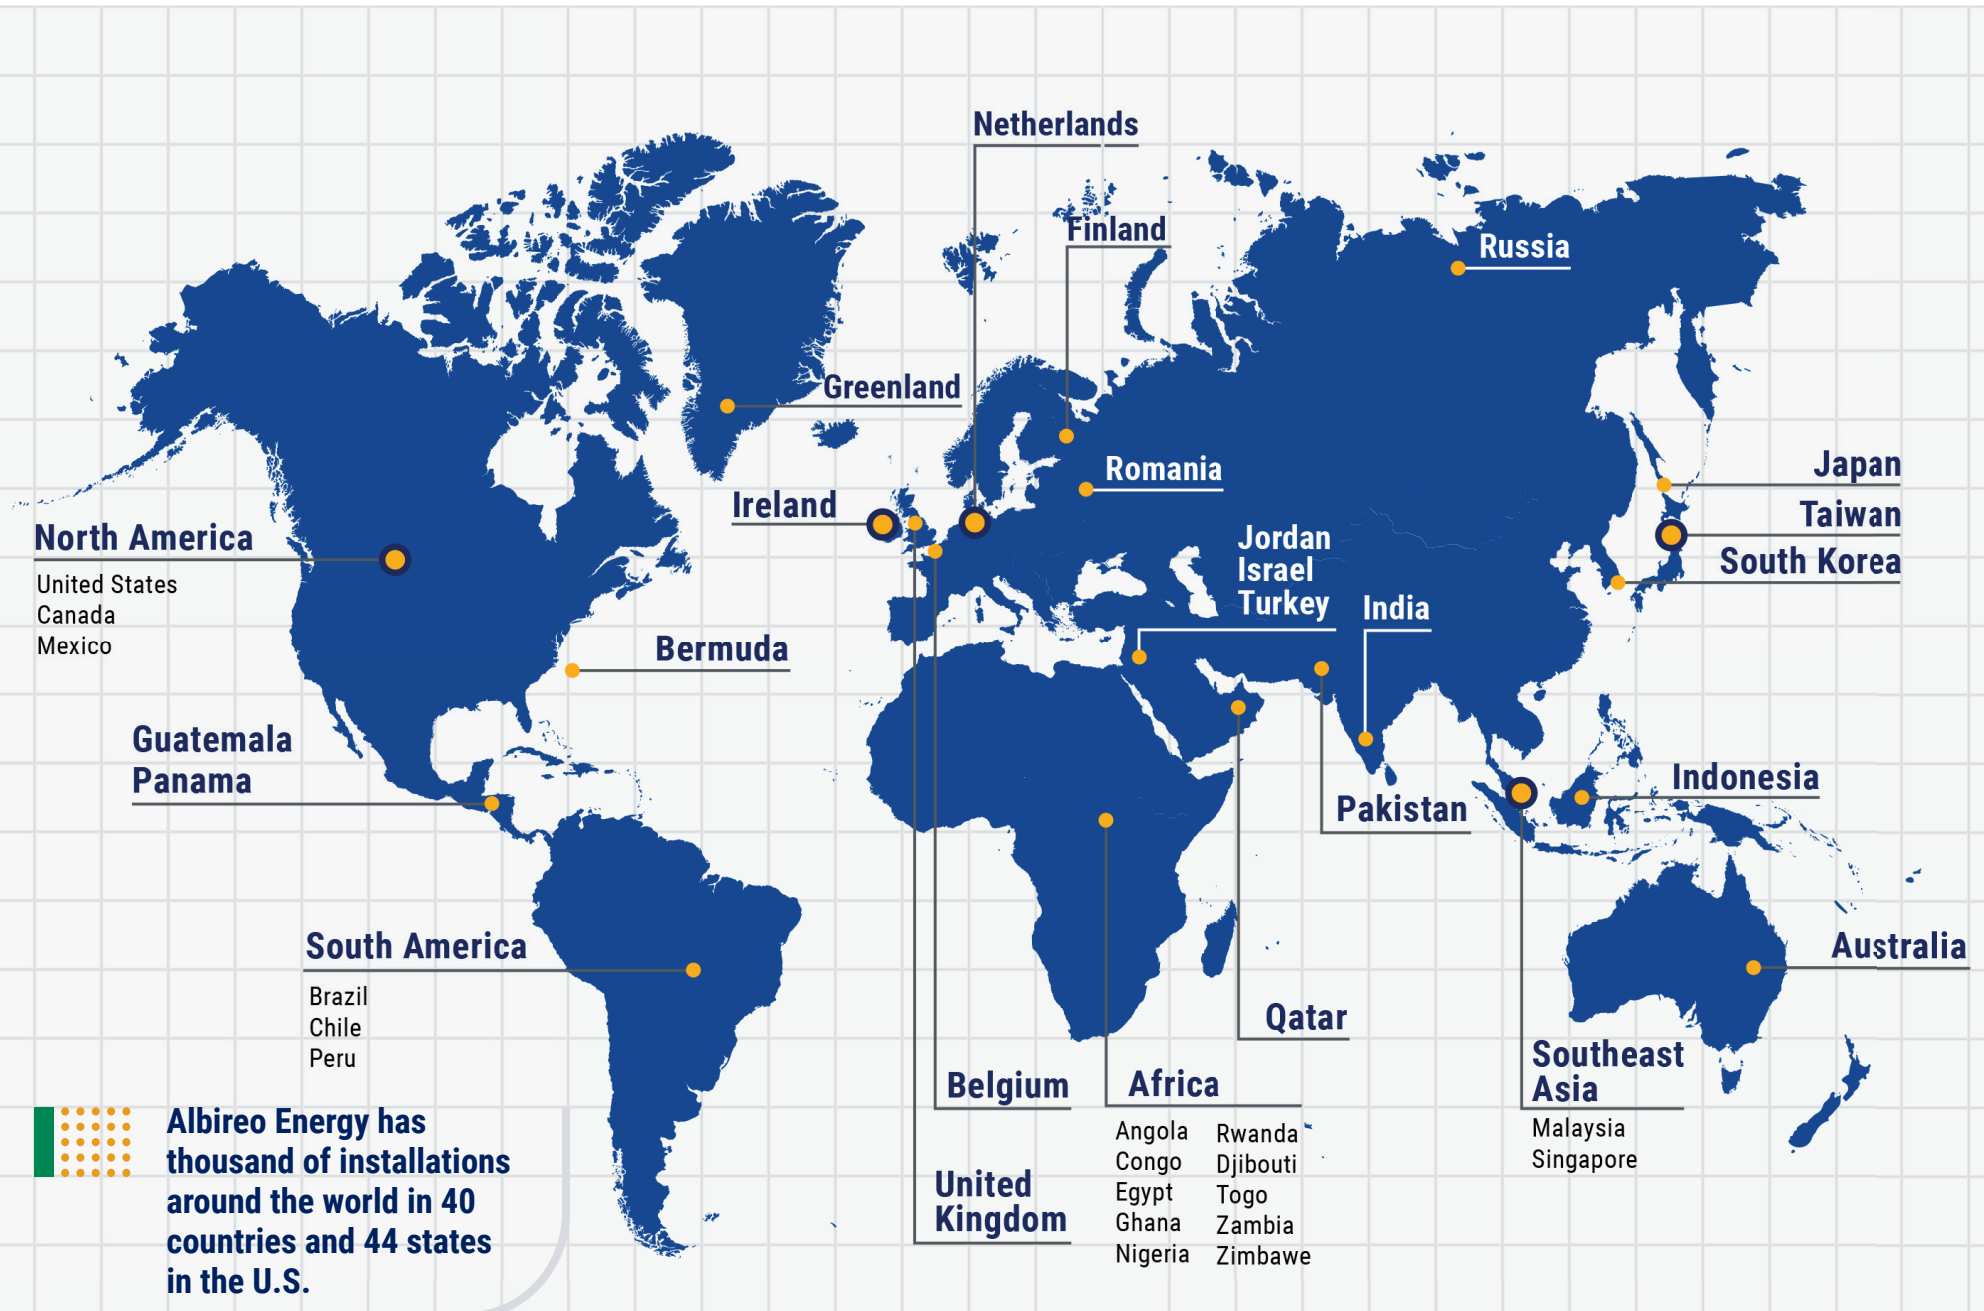 Netherlands
Finland
Russia
Greenland
Romania
Ireland
Japan
Taiwan
South Korea
North America
United States
Canada
Mexico
Jordan
Israel
Turkey
India
Bermuda
Guatemala
Panama
Indonesia
Pakistan
South America
Brazil
Chile
Peru
Australia
Qatar
Southeast
Asia
Malaysia
Singapore
Belgium
Africa
Angola
Congo
Egypt
Ghana
Nigeria
Rwanda
Djibouti
Togo
Zambia
Zimbawe
United
Kingdom
Albireo Energy has
thousand of installations
around the world in 40
countries and 44 states
in the U.S.